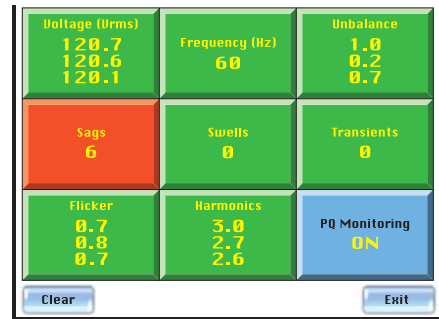 Voltage (Vrms)
120.7
120.6
120.1
Frequency (Hz)
60
Unbalance
1.0
0.2
0.7
Sags
6
Swells
0
Transients
0
Flicker
0.7
0.8
0.7
Harmonics
3.0
2.7
2.6
PQ Monitoring
ON
Clear
Exit